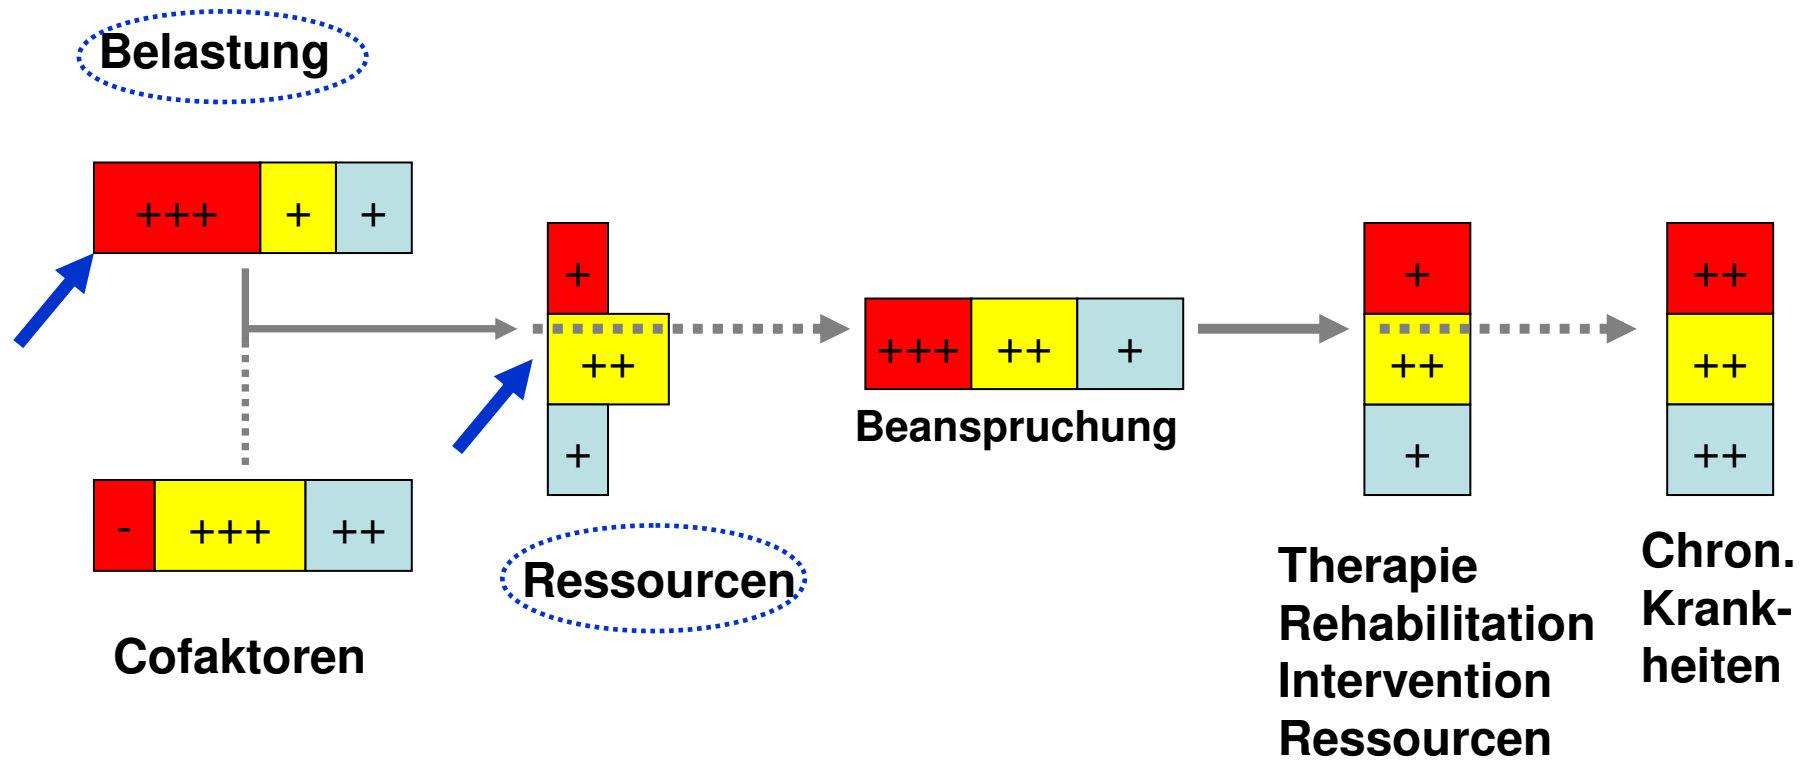 Belastung
+++ + +
+
++
+
+++ ++ +
Beanspruchung
+
++
+
++
++
++
- +++ ++
Cofaktoren
Ressourcen
Therapie
Rehabilitation
Intervention
Ressourcen
Chron.
Krank-
heiten